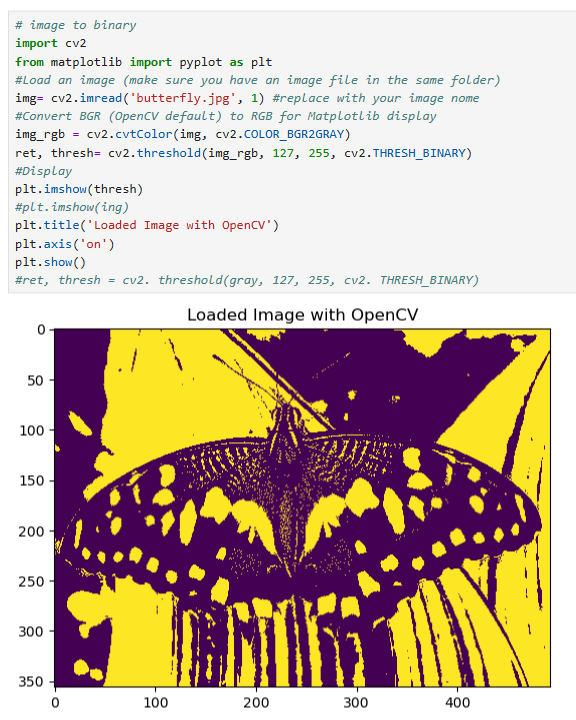 # image to binary
import cv2
from matplotlib import pyplot as plt
#Load an image (make sure you have an image file in the same folder)
img= cv2.imread('butterfly.jpg', 1) #replace with your image nome
#Convert BGR (OpenCV default) to RGB for Matplotlib display
img_rgb = cv2.cvtColor(img, cv2.COLOR_BGR2GRAY)
ret, thresh= cv2.threshold(img_rgb, 127, 255, cv2.THRESH_BINARY)
#Display
plt.imshow(thresh)
#plt.imshow(ing)
plt.title('Loaded Image with OpenCV')
plt.axis('on')
plt.show()
#ret, thresh = cv2. threshold(gray, 127, 255, cv2. THRESH_BINARY)
Loaded Image with OpenCV
0
50
100
150
200
250
300
350
0 100 200 300 400